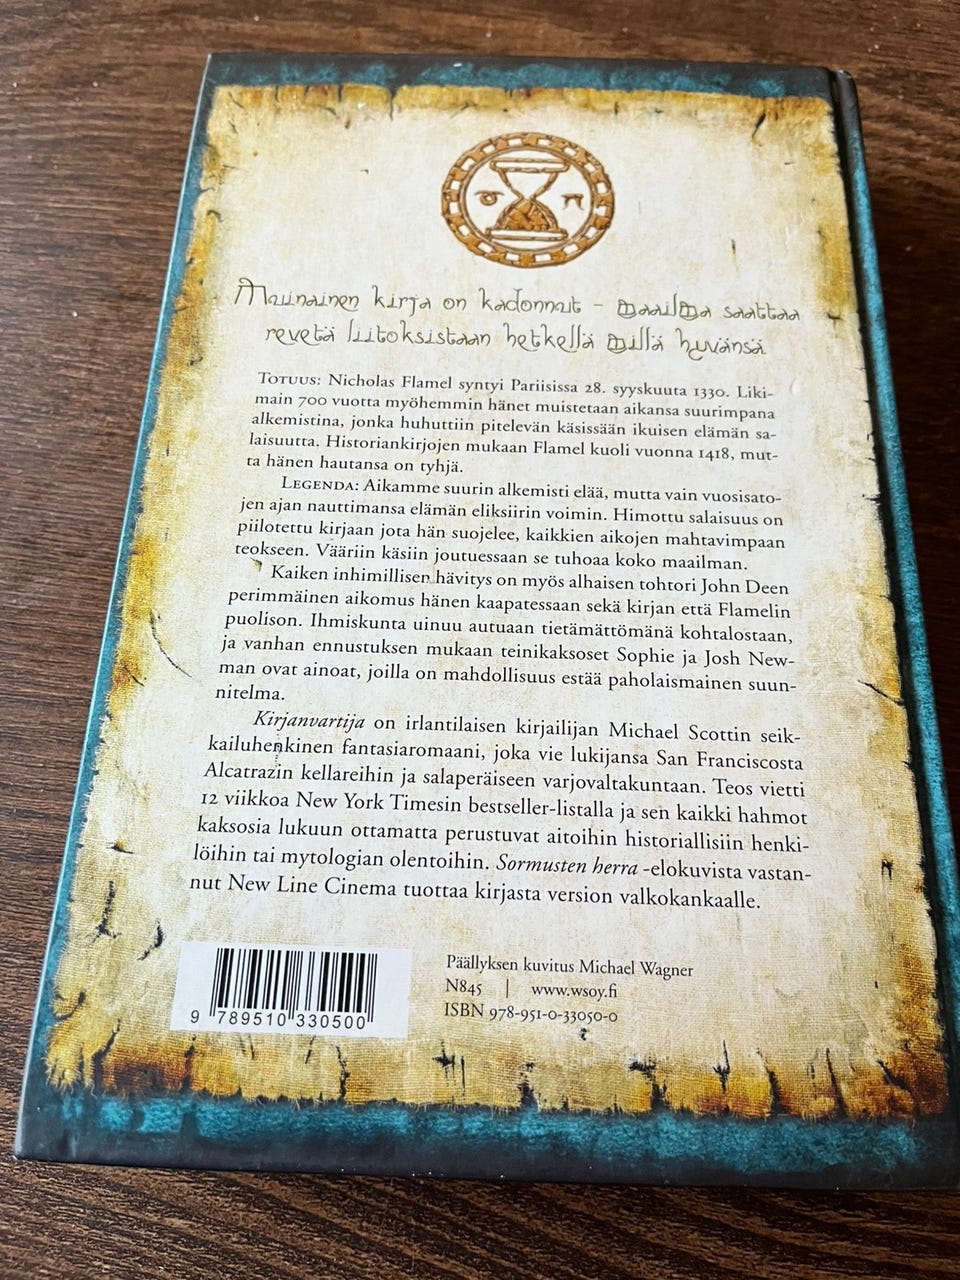 Muinainen kirja on kadonnut – maailma saattaa
revetä liitoksistaan hetkellä millä hyvänsä
Totuus: Nicholas Flamel syntyi Pariisissa 28. syyskuuta 1330. Liki-
main 700 vuotta myöhemmin hänet muistetaan aikansa suurimpana
alkemistina, jonka huhuttiin pitelevän käsissään ikuisen elämän sa-
laisuutta. Historiankirjojen mukaan Flamel kuoli vuonna 1418, mut-
ta hänen hautansa on tyhjä.
Legenda: Aikamme suurin alkemisti elää, mutta vain vuosisato-
jen ajan nauttimansa elämän eliksiirin voimin. Himottu salaisuus on
piilotettu kirjaan jota hän suojelee, kaikkien aikojen mahtavimpaan
teokseen. Vääriin käsiin joutuessaan se tuhoaa koko maailman.
Kaiken inhimillisen hävitys on myös alhaisen tohtori John Deen
perimmäinen aikomus hänen kaapatessaan sekä kirjan että Flamelin
puolison. Ihmiskunta uinuu autuaan tietämättömänä kohtalostaan,
ja vanhan ennustuksen mukaan teinikaksoset Sophie ja Josh New-
man ovat ainoat, joilla on mahdollisuus estää paholaismainen suun-
nitelma.
Kirjanvartija on irlantilaisen kirjailijan Michael Scottin seik-
kailuhenkinen fantasiaromaani, joka vie lukijansa San Franciscosta
Alcatrazin kellareihin ja salaperäiseen varjovaltakuntaan. Teos vietti
12 viikkoa New York Timesin bestseller-listalla ja sen kaikki hahmot
kaksosia lukuun ottamatta perustuvat aitoihin historiallisiin henki-
löihin tai mytologian olentoihin. Sormusten herra -elokuvista vastan-
nut New Line Cinema tuottaa kirjasta version valkokankaalle.
Päällyksen kuvitus Michael Wagner
N845 | www.wsoy.fi
ISBN 978-951-0-33050-0
9 789510 330500